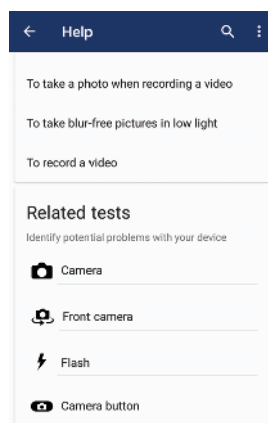 Help
To take a photo when recording a video
To take blur-free pictures in low light
To record a video
Related tests
Identify potential problems with your device
Camera
Front camera
Flash
Camera button